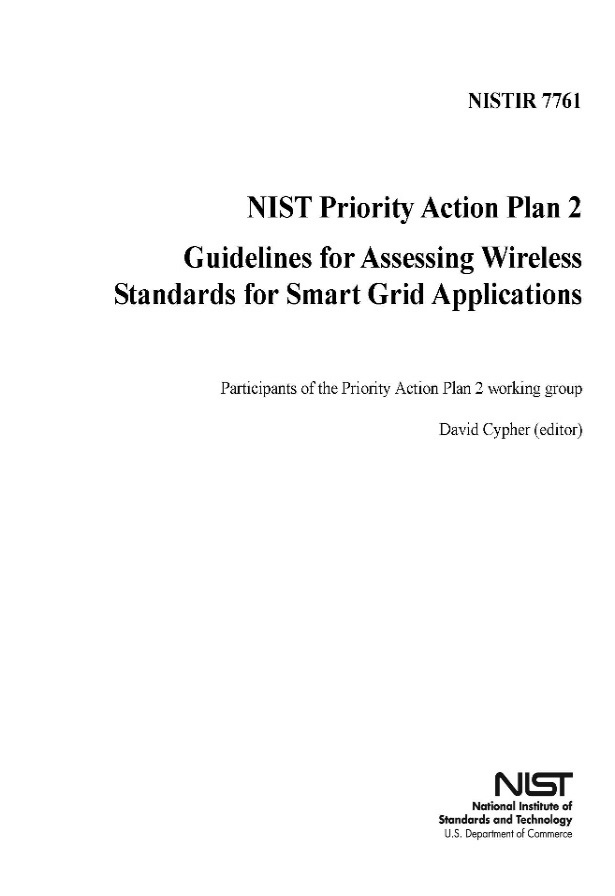 NISTIR 7761
NIST Priority Action Plan 2
Guidelines for Assessing Wireless
Standards for Smart Grid Applications
Participants of the Priority Action Plan 2 working group
David Cypher (editor)
NIST
National Institute of
Standards and Technology
U.S. Department of Commerce